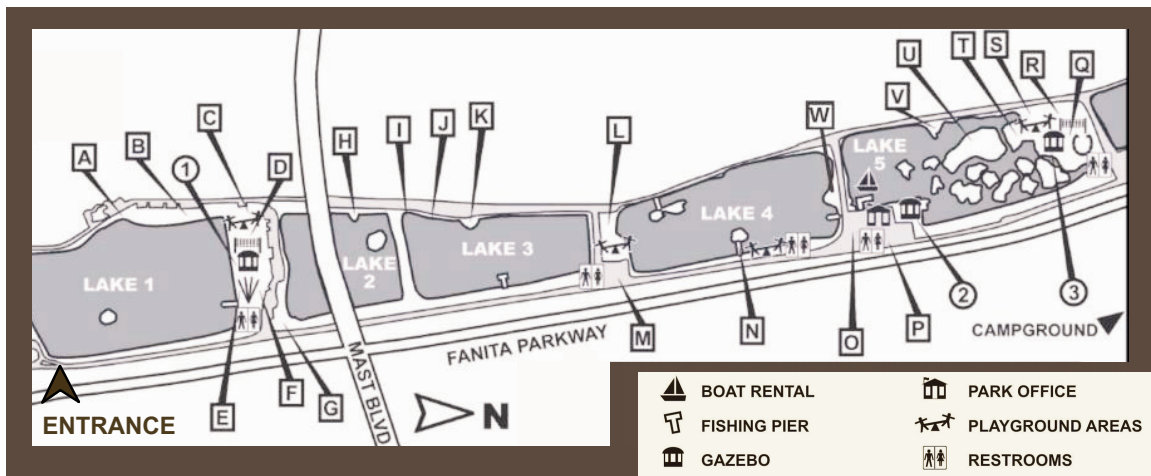 U
T
S
R
Q
V
A
B
C
1
D
H
I
J
K
L
W
LAKE 1
LAKE
2
LAKE 3
LAKE 4
LAKE
5
E
F
G
M
N
O
P
2
3
MAST BLVD
FANITA PARKWAY
CAMPGROUND
N
ENTRANCE
BOAT RENTAL
FISHING PIER
GAZEBO
PARK OFFICE
PLAYGROUND AREAS
RESTROOMS